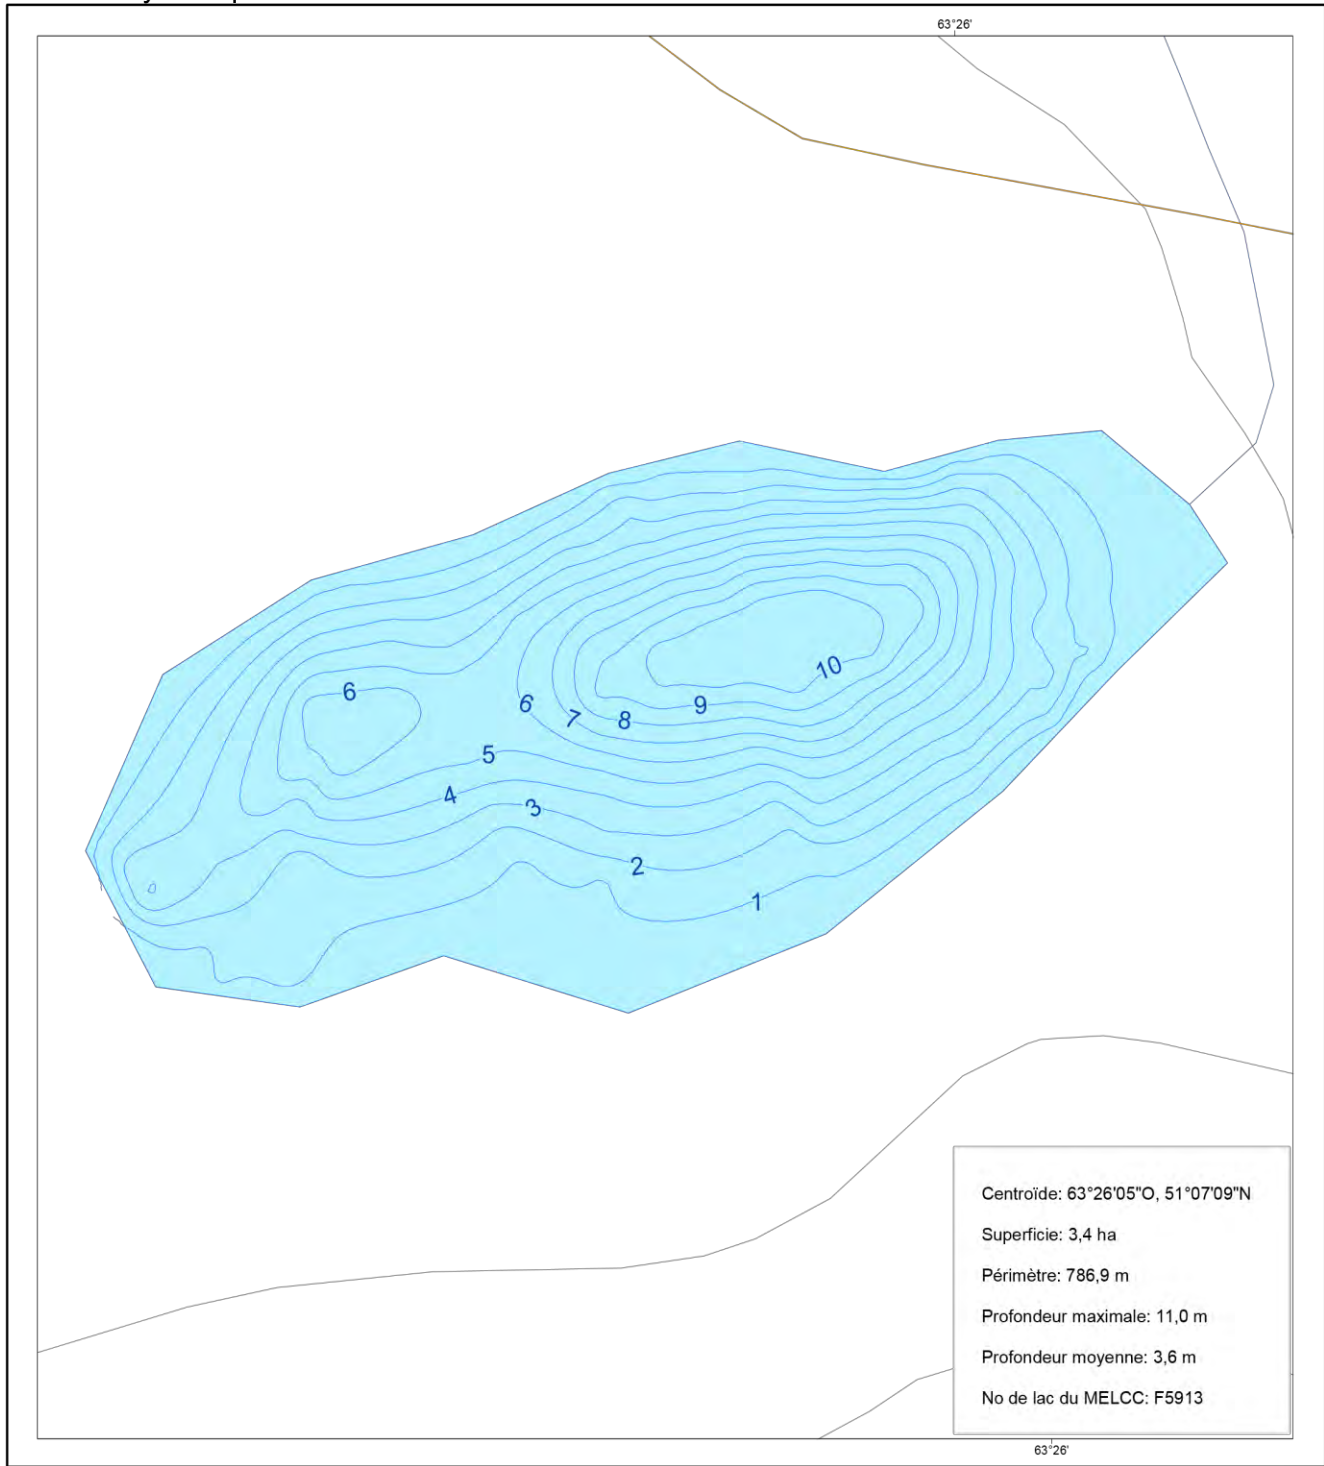 63°26'
6
10
6
9
7
8
5
4
3
2
1
Centroïde: 63°26'05"O, 51°07'09"N
Superficie: 3,4 ha
Périmètre: 786,9 m
Profondeur maximale: 11,0 m
Profondeur moyenne: 3,6 m
No de lac du MELCC: F5913
63°26'